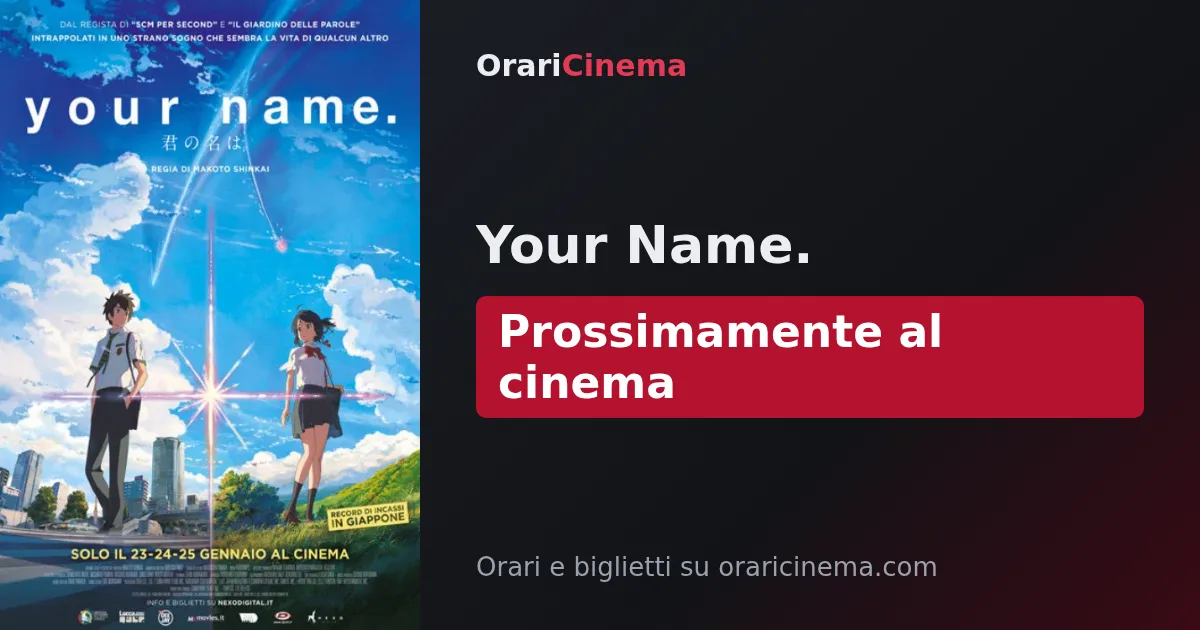 DAL REGISTA DI "5CM PER SECOND" E "IL GIARDINO DELLE PAROLE"
INTRAPPOLATI IN UNO STRANO SOGNO CHE SEMBRA LA VITA DI QUALCUN ALTRO
your name.
君の名は
REGIA DI MAKOTO SHINKAI
RECORD DI INCASSI
IN GIAPPONE
SOLO IL 23-24-25 GENNAIO AL CINEMA
INFO E BIGLIETTI SU NEXODIGITAL.IT
movies.it
OrariCinema
Your Name.
Prossimamente al
cinema
Orari e biglietti su oraricinema.com